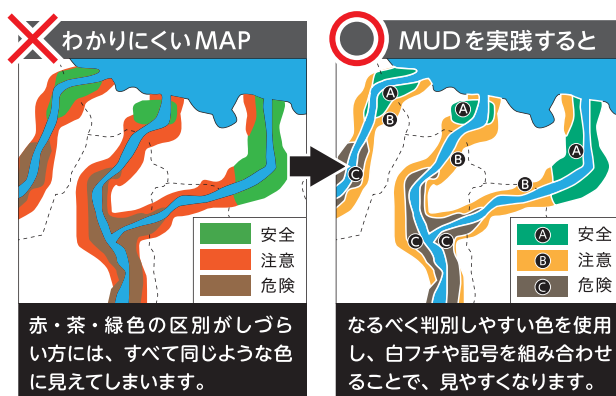 わかりにくいMAP
安全
注意
危険
赤・茶・緑色の区別がしづら
い方には、すべて同じような色
に見えてしまいます。
MUDを実践すると
A
B
C
A
B
B
A
C
C
A 安全
B 注意
C 危険
なるべく判別しやすい色を使用
し、白フチや記号を組み合わせ
ることで、見やすくなります。